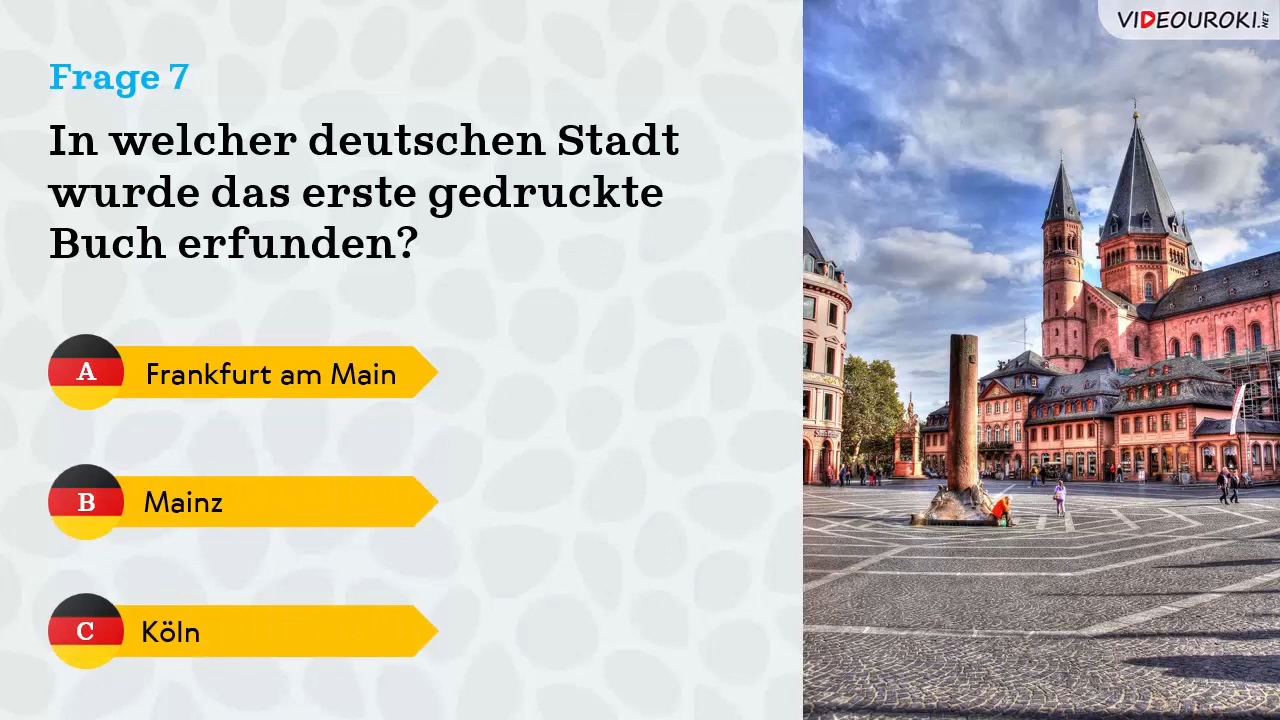 VIDEOUROKI.NET
Frage 7
In welcher deutschen Stadt
wurde das erste gedruckte
Buch erfunden?
A Frankfurt am Main
B Mainz
C Köln